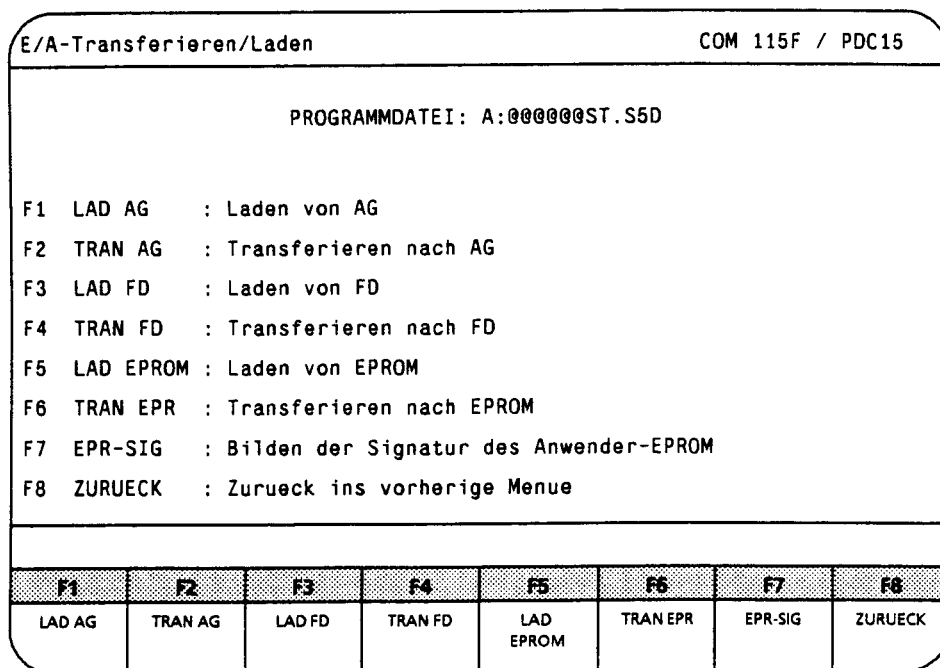 E/A-Transferieren/Laden COM 115F / PDC15
PROGRAMMDATEI: A:@@@@@@ST.S5D
F1 LAD AG : Laden von AG
F2 TRAN AG : Transferieren nach AG
F3 LAD FD : Laden von FD
F4 TRAN FD : Transferieren nach FD
F5 LAD EPROM : Laden von EPROM
F6 TRAN EPR : Transferieren nach EPROM
F7 EPR-SIG : Bilden der Signatur des Anwender-EPROM
F8 ZURUECK : Zurueck ins vorherige Menue
F1 F2 F3 F4 F5 F6 F7 F8
LAD AG TRAN AG LAD FD TRAN FD LAD EPROM TRAN EPR EPR-SIG ZURUECK